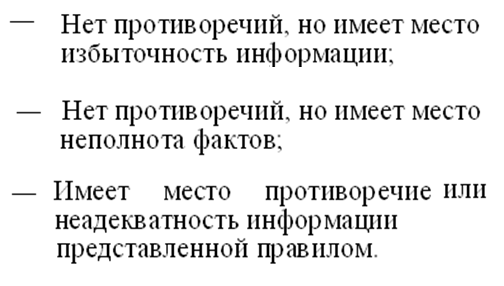 — Нет противоречий, но имеет место
избыточность информации;
— Нет противоречий, но имеет место
неполнота фактов;
— Имеет место противоречие или
неадекватность информации
представленной правилом.